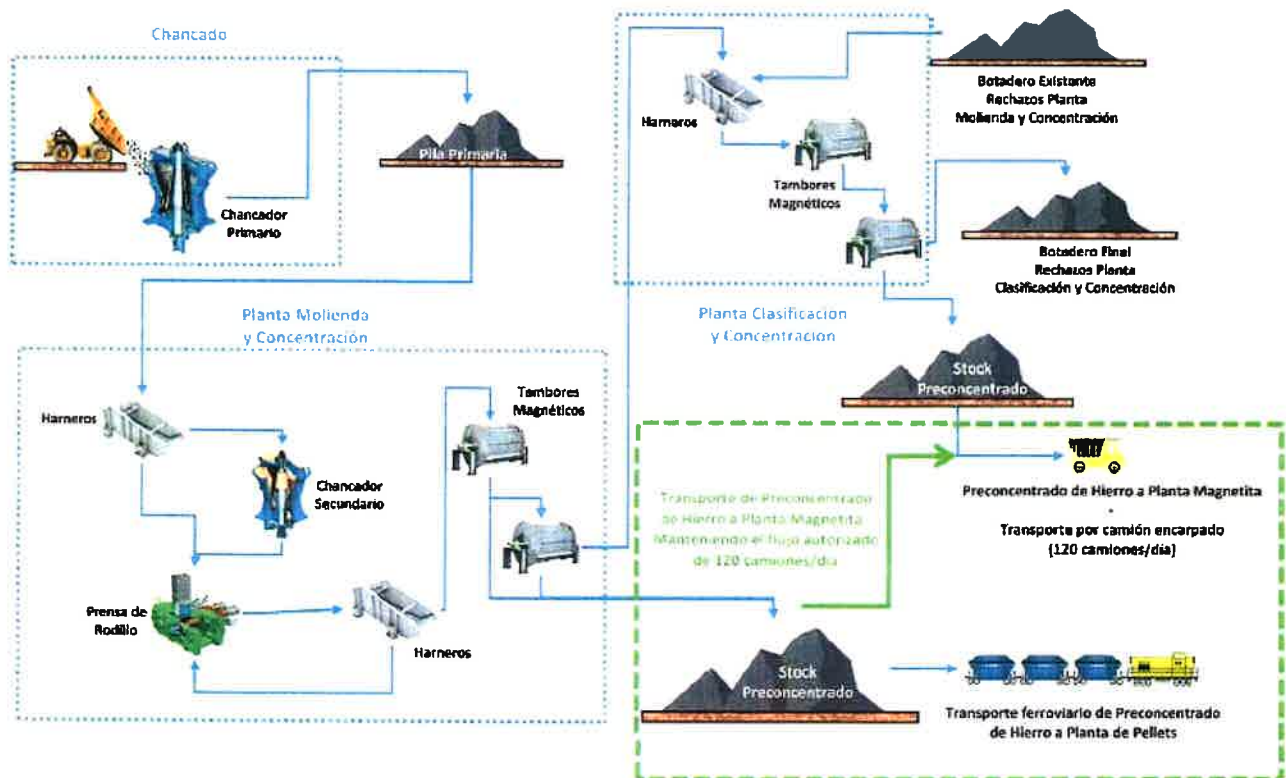 Chancado
Pila Primaria
Chancador
Primario
Harneros
Tambores
Magnéticos
Botadero Existente
Rechazos Planta
Molienda y Concentración
Botadero Final
Rechazos Planta
Clasificación y Concentración
Planta Clasificacion
y Concentracion
Stock
Preconcentrado
Planta Molienda
y Concentración
Harneros
Chancador
Secundario
Prensa de
Rodillo
Harneros
Tambores
Magnéticos
Transporte de Preconcentrado
de Hierro a Planta Magnetita
Manteniendo el flujo autorizado
de 120 camiones/dia
Preconcentrado de Hierro a Planta Magnetita
-
Transporte por camión encarpado
(120 camiones/dia)
Stock
Preconcentrado
Transporte ferroviario de Preconcentrado
de Hierro a Planta de Pellets